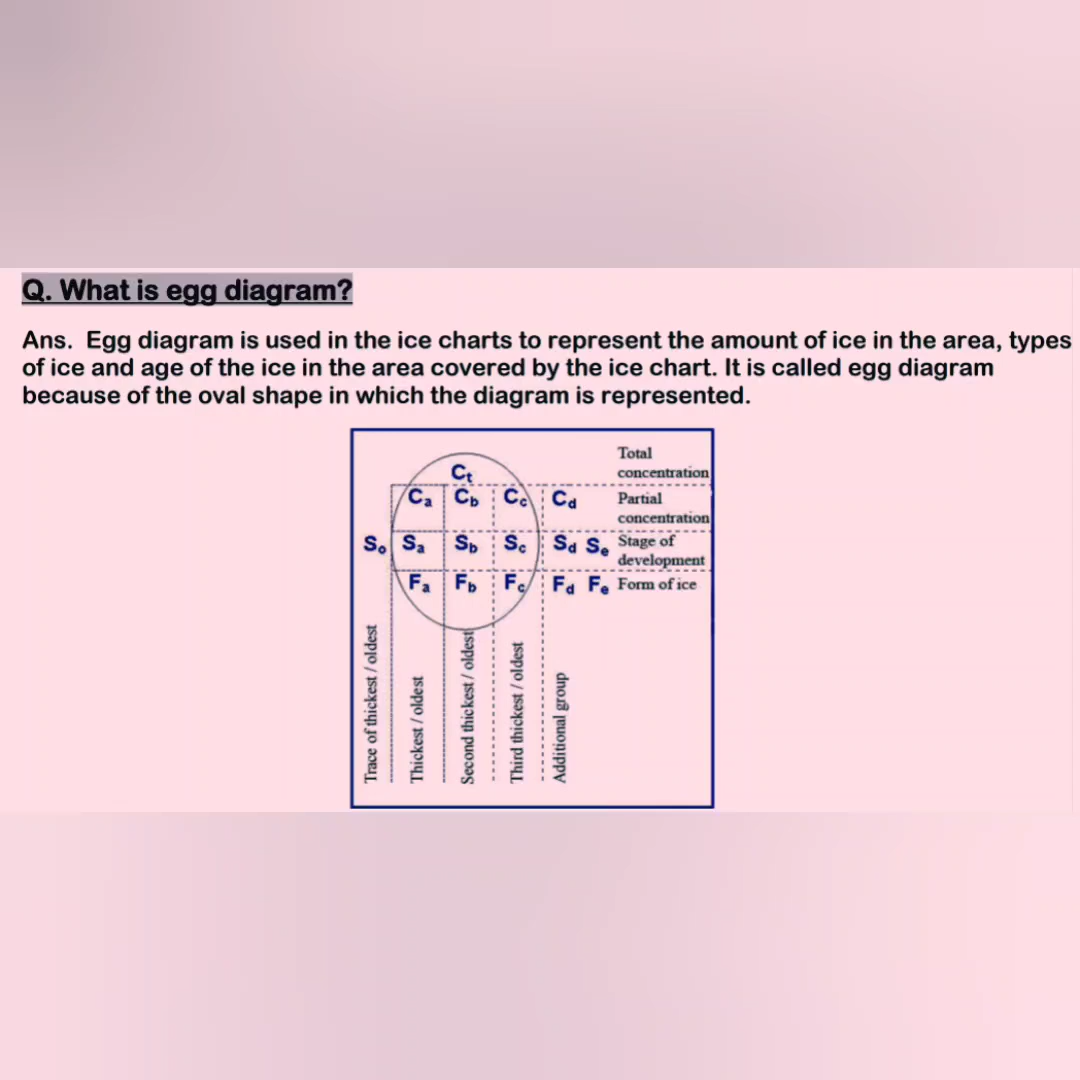 Q. What is egg diagram?
Ans. Egg diagram is used in the ice charts to represent the amount of ice in the area, types
of ice and age of the ice in the area covered by the ice chart. It is called egg diagram
because of the oval shape in which the diagram is represented.
Ct Total
concentration
Ca Cb Cc Cd Partial
concentration
So Sa Sb Sc Sd Se Stage of
development
Fa Fb Fc Fd Fe Form of ice
Trace of thickest / oldest
Thickest / oldest
Second thickest / oldest
Third thickest / oldest
Additional group